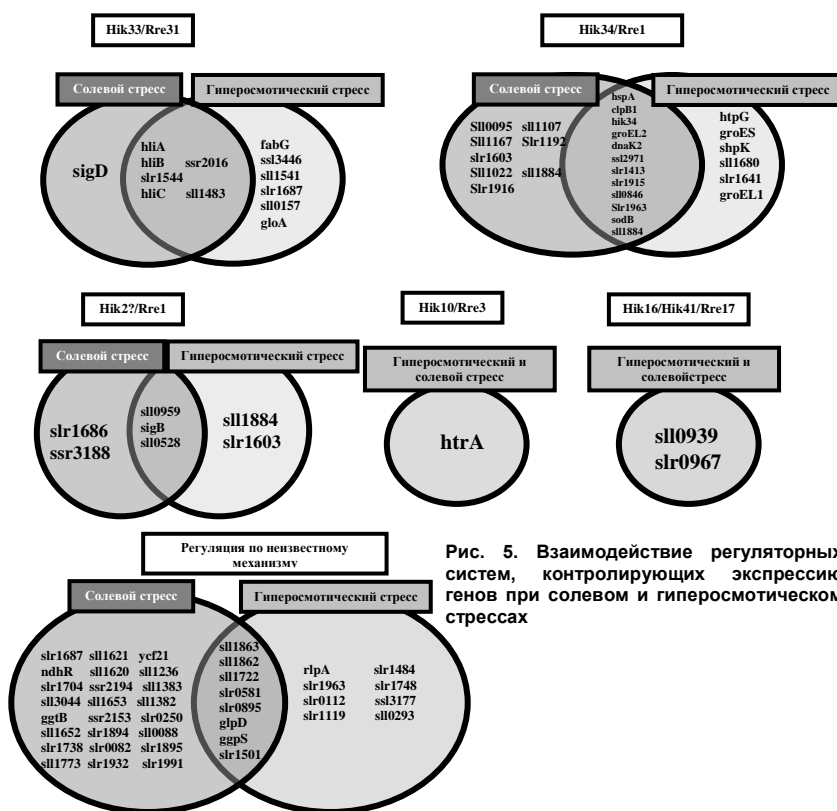 Hik33/Rre31
Солевой стресс
Гиперосмотический стресс
sigD
hliA
hliB ssr2016
slr1544
hliC sll1483
fabG
ssl3446
sll1541
slr1687
sll0157
gloA
Hik34/Rre1
Солевой стресс
Гиперосмотический стресс
Sll0095 sll1107
Sll1167 Slr1192
slr1603
Sll1022 sll1884
Slr1916
hspA
clpB1
hik34
groEL2
dnaK2
ssl2971
slr1413
slr1915
sll0846
Slr1963
sodB
sll1884
htpG
groES
shpK
sll1680
slr1641
groEL1
Hik2?/Rre1
Солевой стресс
Гиперосмотический стресс
slr1686
ssr3188
sll0959
sigB
sll0528
sll1884
slr1603
Hik10/Rre3
Гиперосмотический и
солевой стресс
htrA
Hik16/Hik41/Rre17
Гиперосмотический и
солевойстресс
sll0939
slr0967
Регуляция по неизвестному
механизму
Солевой стресс
Гиперосмотический стресс
slr1687 sll1621 ycf21
ndhR sll1620 sll1236
slr1704 ssr2194 sll1383
sll3044 sll1653 sll1382
ggtB ssr2153 slr0250
sll1652 slr1894 sll0088
slr1738 slr0082 slr1895
sll1773 slr1932 slr1991
sll1863
sll1862
sll1722
slr0581
slr0895
glpD
ggpS
slr1501
rlpA slr1484
slr1963 slr1748
slr0112 ssl3177
slr1119 sll0293
Рис. 5. Взаимодействие регуляторных
систем, контролирующих экспрессию
генов при солевом и гиперосмотическом
стрессах